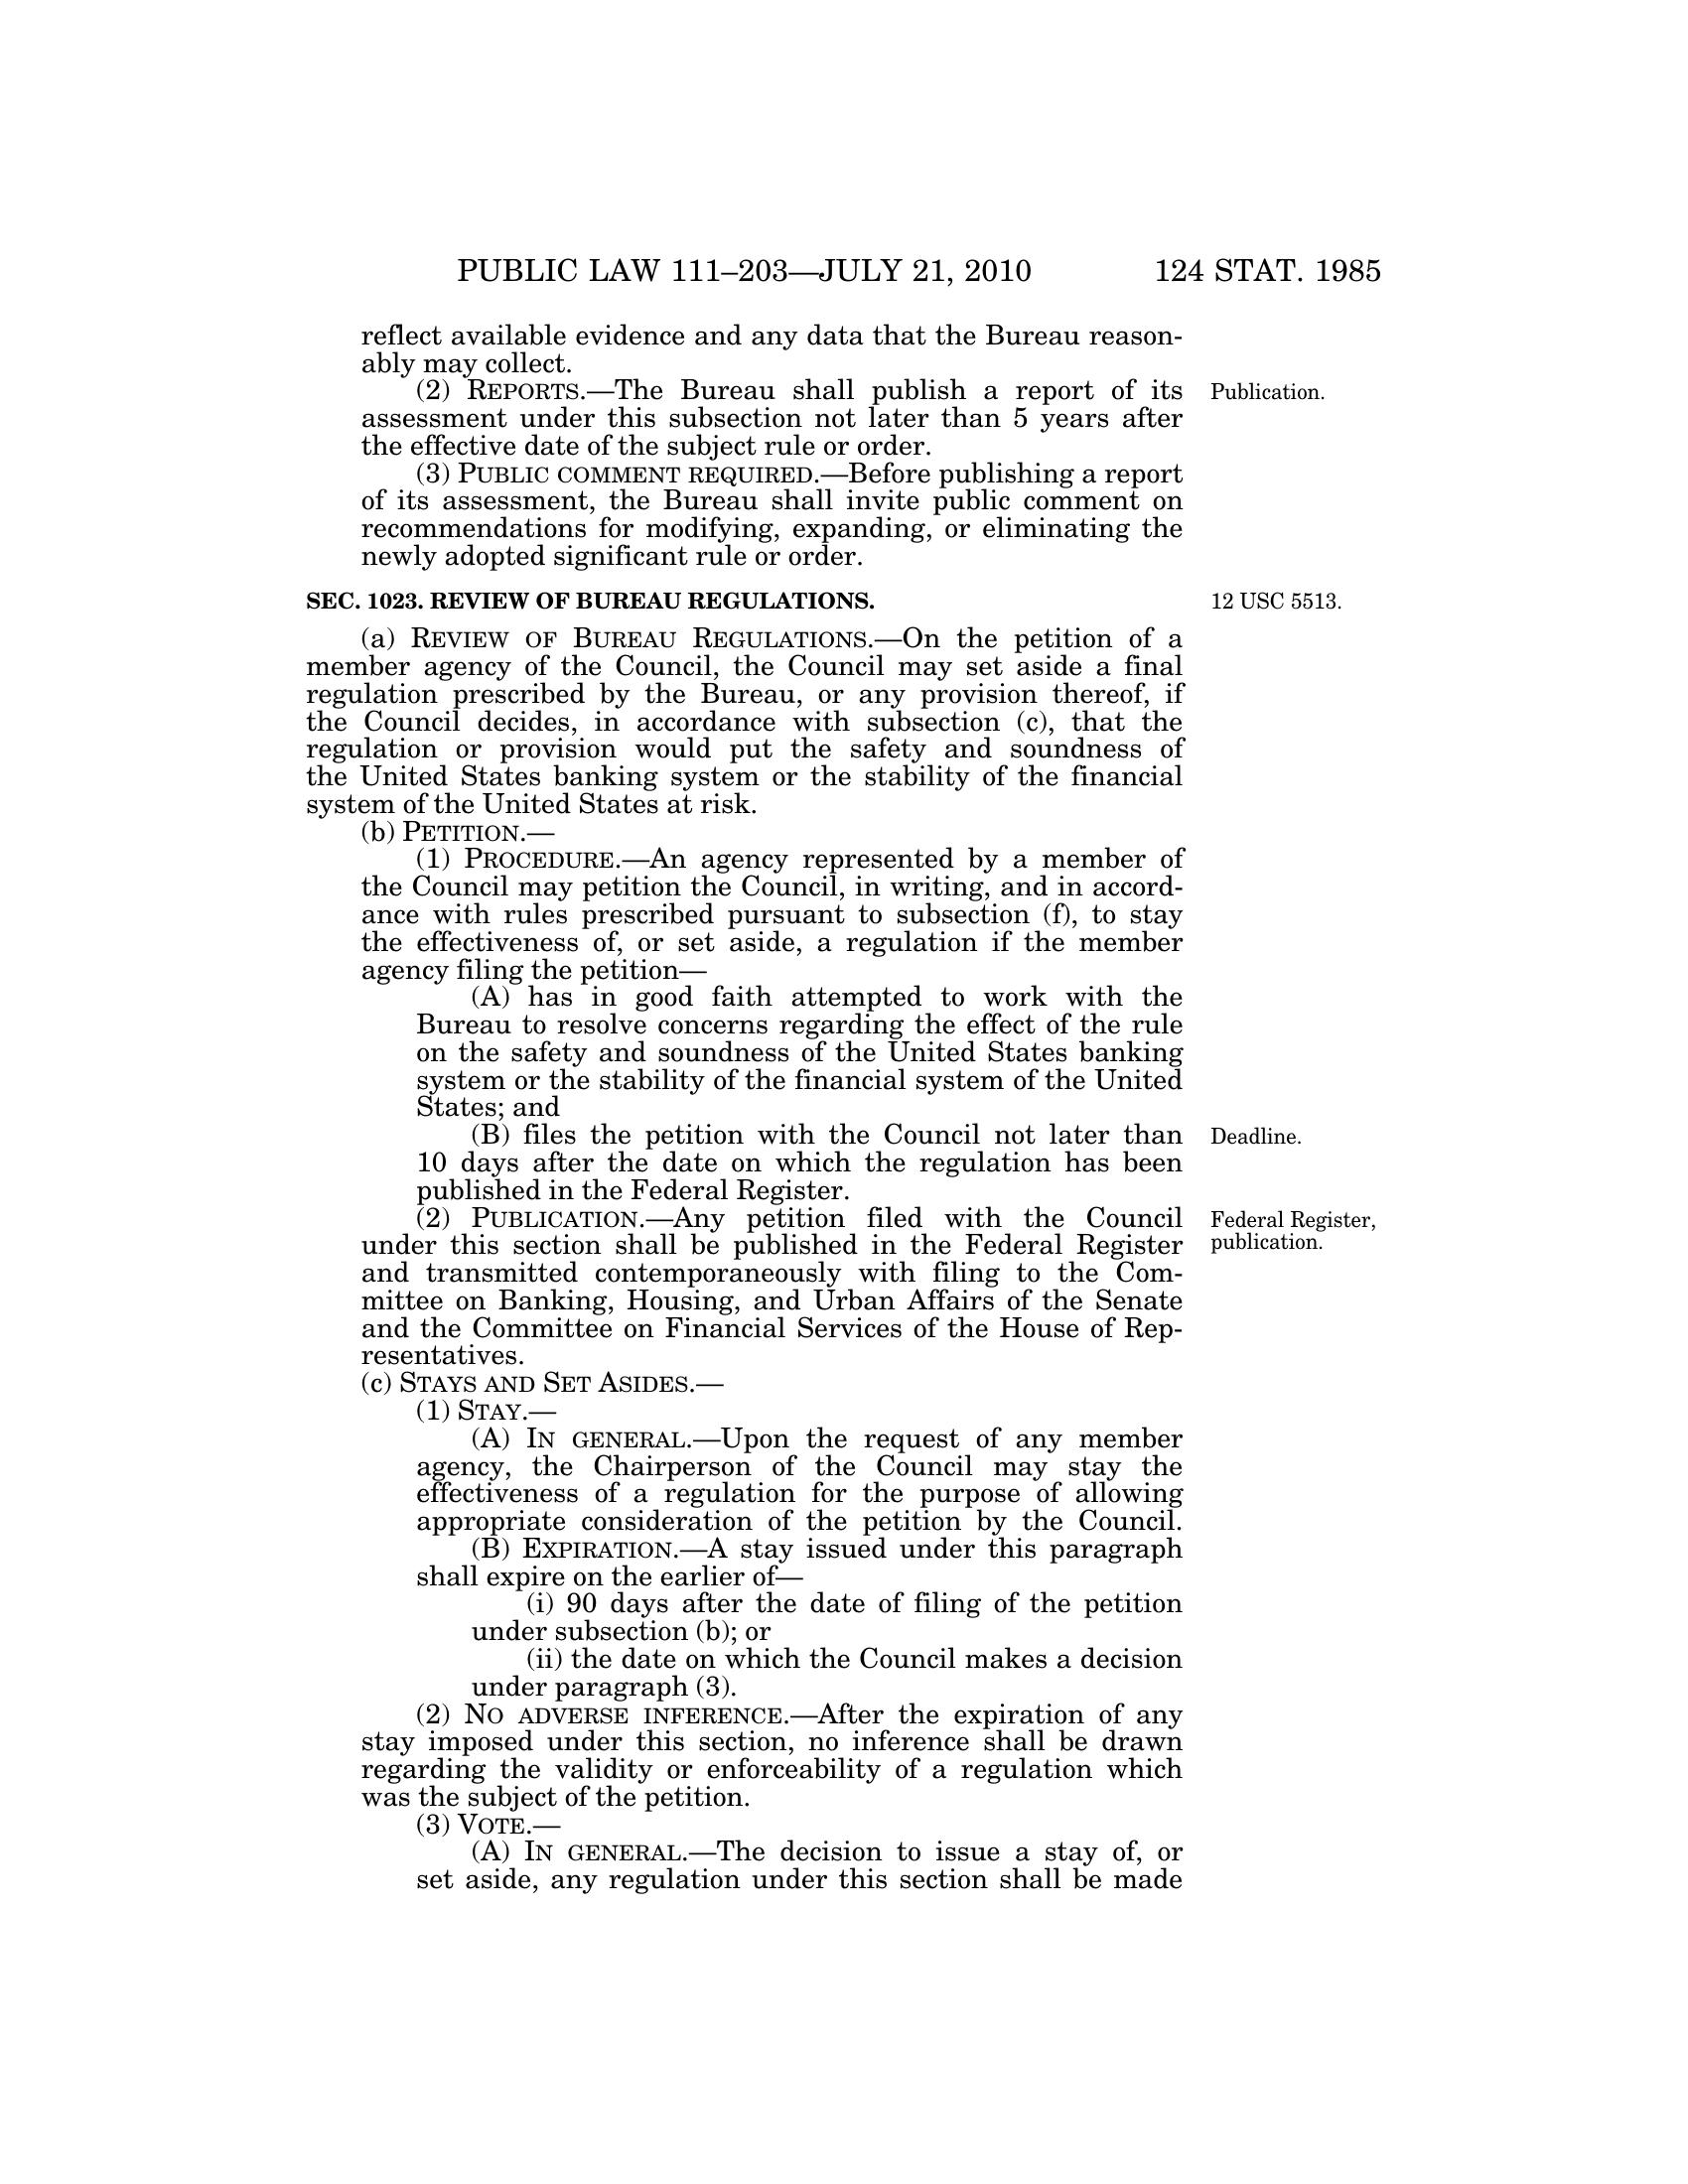 PUBLIC LAW 111–203—JULY 21, 2010 124 STAT. 1985
reflect available evidence and any data that the Bureau reason-
ably may collect.
(2) REPORTS.—The Bureau shall publish a report of its
assessment under this subsection not later than 5 years after
the effective date of the subject rule or order.
(3) PUBLIC COMMENT REQUIRED.—Before publishing a report
of its assessment, the Bureau shall invite public comment on
recommendations for modifying, expanding, or eliminating the
newly adopted significant rule or order.
SEC. 1023. REVIEW OF BUREAU REGULATIONS.
(a) REVIEW OF BUREAU REGULATIONS.—On the petition of a
member agency of the Council, the Council may set aside a final
regulation prescribed by the Bureau, or any provision thereof, if
the Council decides, in accordance with subsection (c), that the
regulation or provision would put the safety and soundness of
the United States banking system or the stability of the financial
system of the United States at risk.
(b) PETITION.—
(1) PROCEDURE.—An agency represented by a member of
the Council may petition the Council, in writing, and in accord-
ance with rules prescribed pursuant to subsection (f), to stay
the effectiveness of, or set aside, a regulation if the member
agency filing the petition—
(A) has in good faith attempted to work with the
Bureau to resolve concerns regarding the effect of the rule
on the safety and soundness of the United States banking
system or the stability of the financial system of the United
States; and
(B) files the petition with the Council not later than
10 days after the date on which the regulation has been
published in the Federal Register.
(2) PUBLICATION.—Any petition filed with the Council
under this section shall be published in the Federal Register
and transmitted contemporaneously with filing to the Com-
mittee on Banking, Housing, and Urban Affairs of the Senate
and the Committee on Financial Services of the House of Rep-
resentatives.
(c) STAYS AND SET ASIDES.—
(1) STAY.—
(A) IN GENERAL.—Upon the request of any member
agency, the Chairperson of the Council may stay the
effectiveness of a regulation for the purpose of allowing
appropriate consideration of the petition by the Council.
(B) EXPIRATION.—A stay issued under this paragraph
shall expire on the earlier of—
(i) 90 days after the date of filing of the petition
under subsection (b); or
(ii) the date on which the Council makes a decision
under paragraph (3).
(2) NO ADVERSE INFERENCE.—After the expiration of any
stay imposed under this section, no inference shall be drawn
regarding the validity or enforceability of a regulation which
was the subject of the petition.
(3) VOTE.—
(A) IN GENERAL.—The decision to issue a stay of, or
set aside, any regulation under this section shall be made
Publication.
12 USC 5513.
Deadline.
Federal Register,
publication.